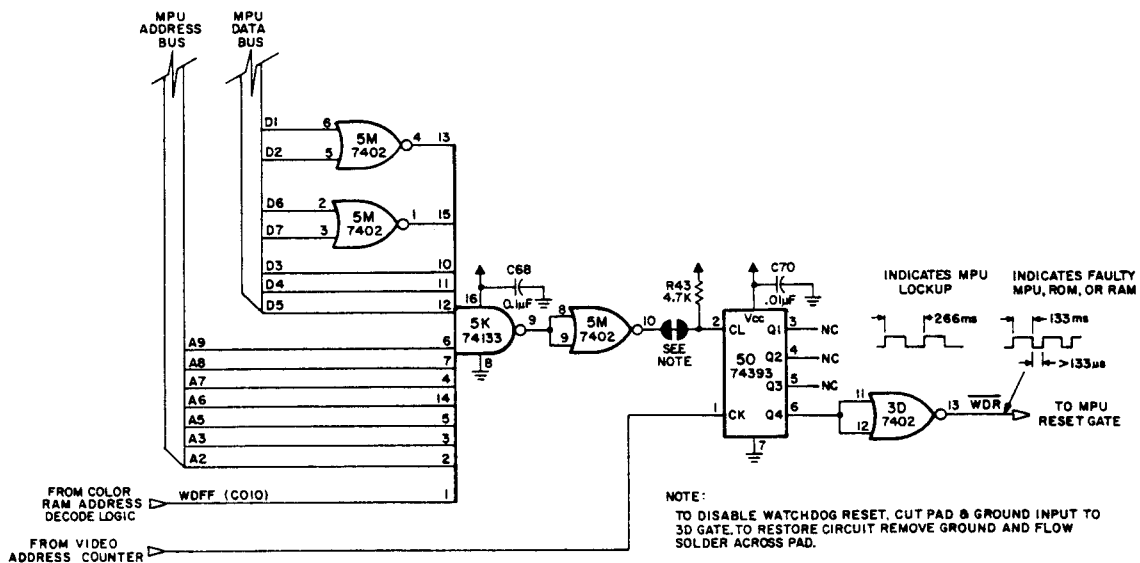 MPU
ADDRESS
BUS
MPU
DATA
BUS
D1
6
D2
5
5M
7402
4
13
D6
2
D7
3
5M
7402
1
15
D3
10
D4
11
D5
12
16
C68
0.1µF
5K
74133
9
8
A9
6
A8
7
A7
4
A6
14
A5
5
A3
3
A2
2
FROM COLOR
RAM ADDRESS
DECODE LOGIC
WDFF (C010)
1
FROM VIDEO
ADDRESS COUNTER
8
9
5M
7402
10
SEE
NOTE
R43
4.7K
C70
.01µF
Vcc
2
CL
Q1
3
NC
Q2
4
NC
Q3
5
NC
50
74393
1
CK
Q4
6
7
11
12
3D
7402
13
WDR
TO MPU
RESET GATE
INDICATES MPU
LOCKUP
266ms
INDICATES FAULTY
MPU, ROM, OR RAM
133ms
>133µs
NOTE:
TO DISABLE WATCHDOG RESET, CUT PAD & GROUND INPUT TO
3D GATE. TO RESTORE CIRCUIT REMOVE GROUND AND FLOW
SOLDER ACROSS PAD.